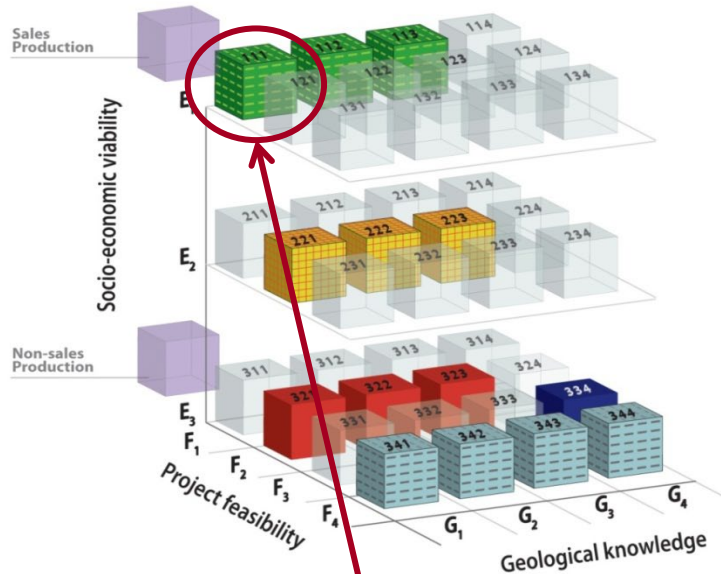 Sales
Production
111 112 113 114
121 122 123 124
131 132 133 134
E1
Socio-economic viability
211 212 213 214
221 222 223 224
231 232 233 234
E2
Non-sales
Production
311 312 313 314
321 322 323 324
331 332 333 334
341 342 343 344
E3
F1
F2
F3
F4
Project feasibility
G1
G2
G3
G4
Geological knowledge